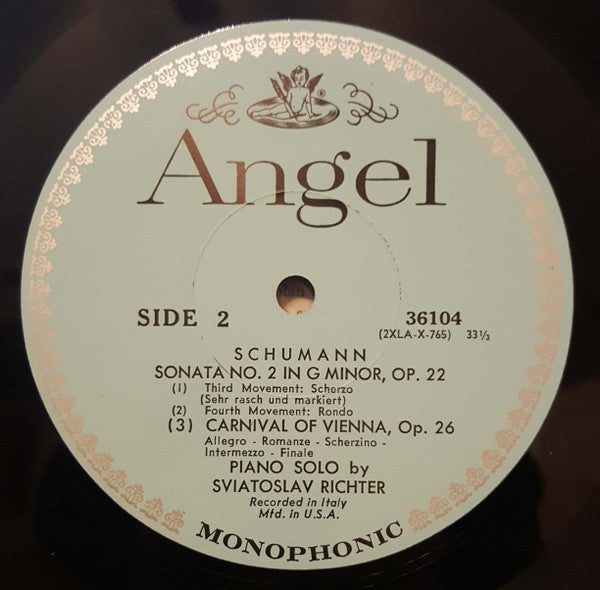 ®
Angel
SIDE 2
36104
(2XLA-X-765) 33⅓
SCHUMANN
SONATA NO. 2 IN G MINOR, OP. 22
(1) Third Movement: Scherzo
(Sehr rasch und markiert)
(2) Fourth Movement: Rondo
(3) CARNIVAL OF VIENNA, Op. 26
Allegro - Romanze - Scherzino -
Intermezzo - Finale
PIANO SOLO by
SVIATOSLAV RICHTER
Recorded in Italy
Mfd. in U.S.A.
MONOPHONIC